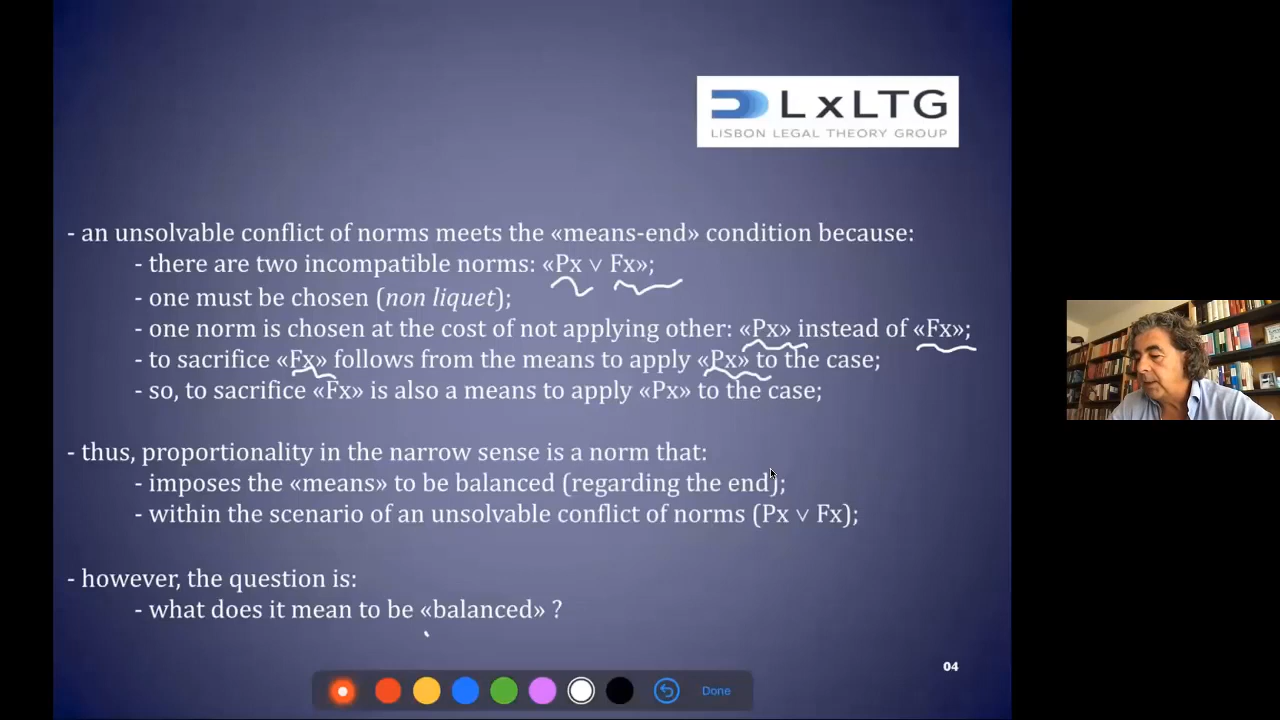 LxLTG
LISBON LEGAL THEORY GROUP
- an unsolvable conflict of norms meets the «means-end» condition because:
- there are two incompatible norms: «Px ∨ Fx»;
- one must be chosen (non liquet);
- one norm is chosen at the cost of not applying other: «Px» instead of «Fx»;
- to sacrifice «Fx» follows from the means to apply «Px» to the case;
- so, to sacrifice «Fx» is also a means to apply «Px» to the case;
- thus, proportionality in the narrow sense is a norm that:
- imposes the «means» to be balanced (regarding the end);
- within the scenario of an unsolvable conflict of norms (Px ∨ Fx);
- however, the question is:
- what does it mean to be «balanced» ?
04
Done